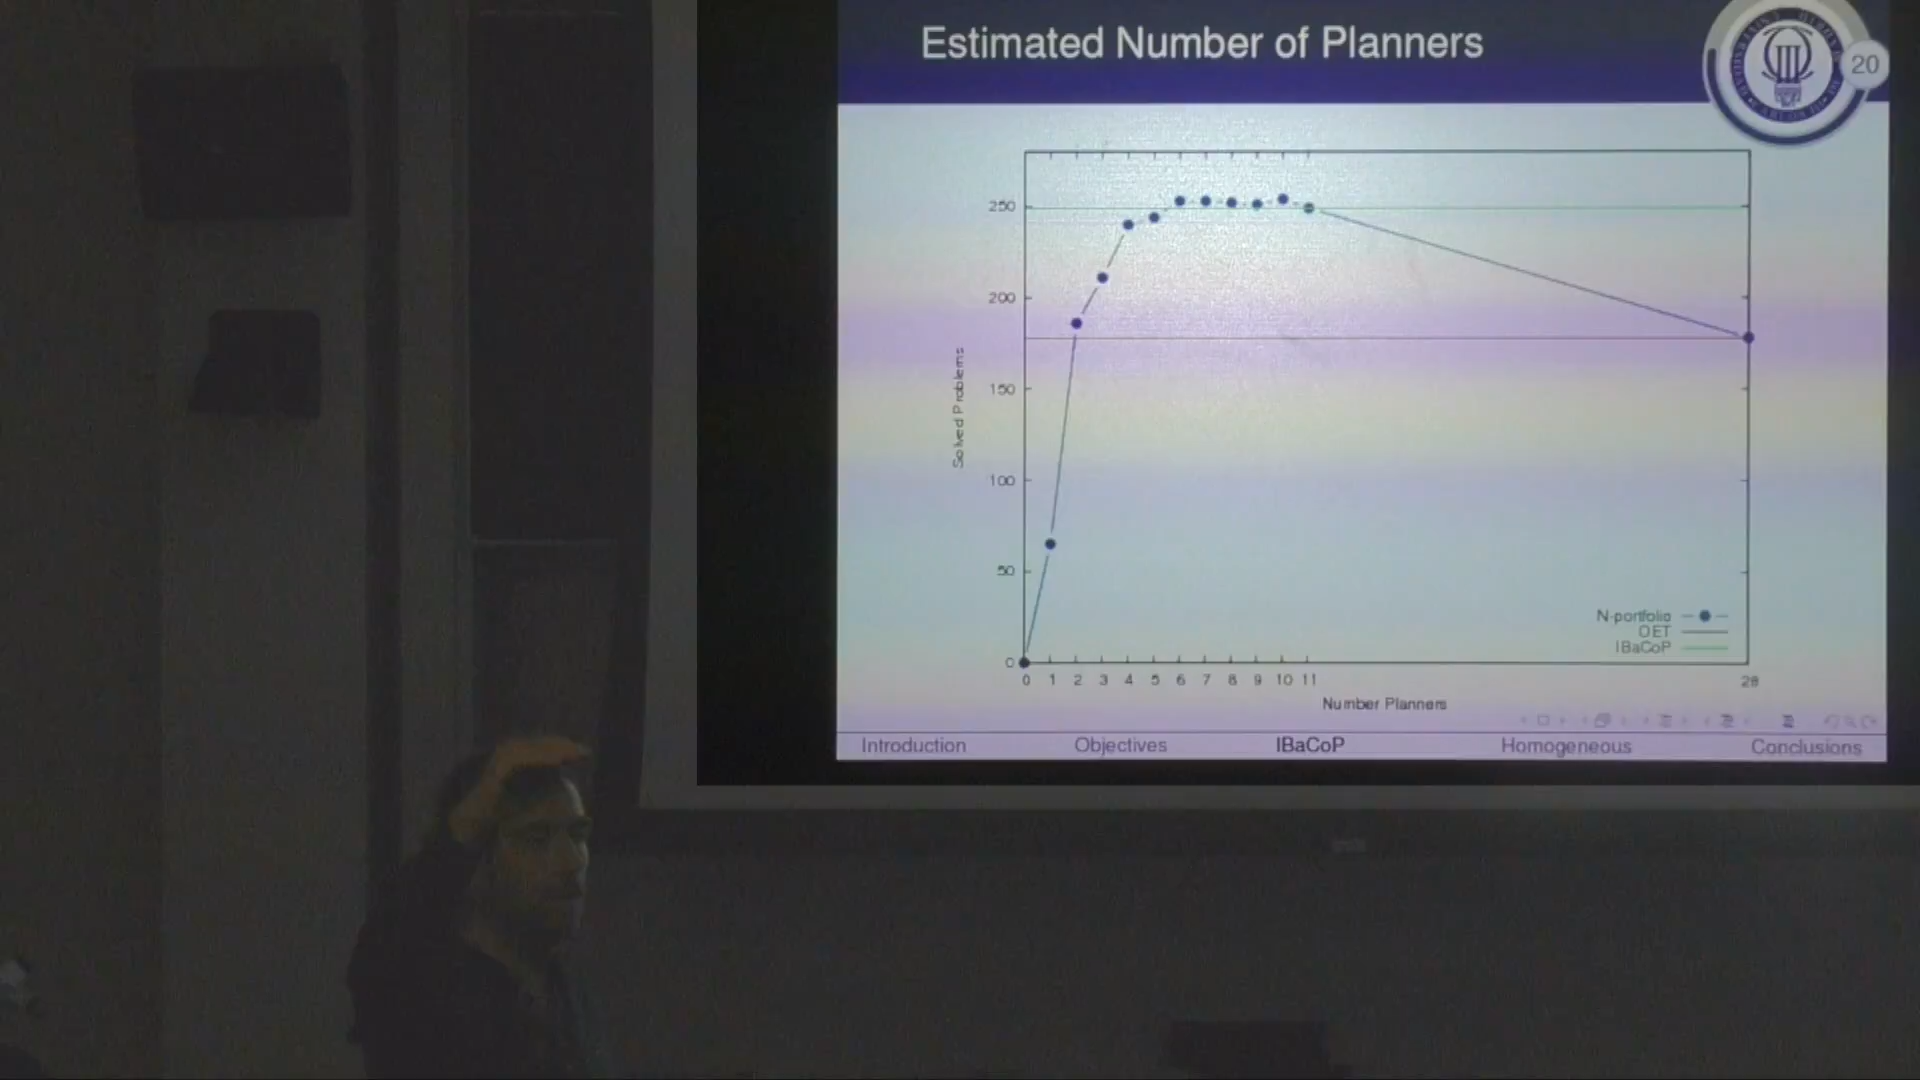 Estimated Number of Planners
20
250
200
150
100
50
0
Solved Problems
N-portfolio
OET
IBaCoP
0 1 2 3 4 5 6 7 8 9 10 11 28
Number Planners
Introduction Objectives IBaCoP Homogeneous Conclusions